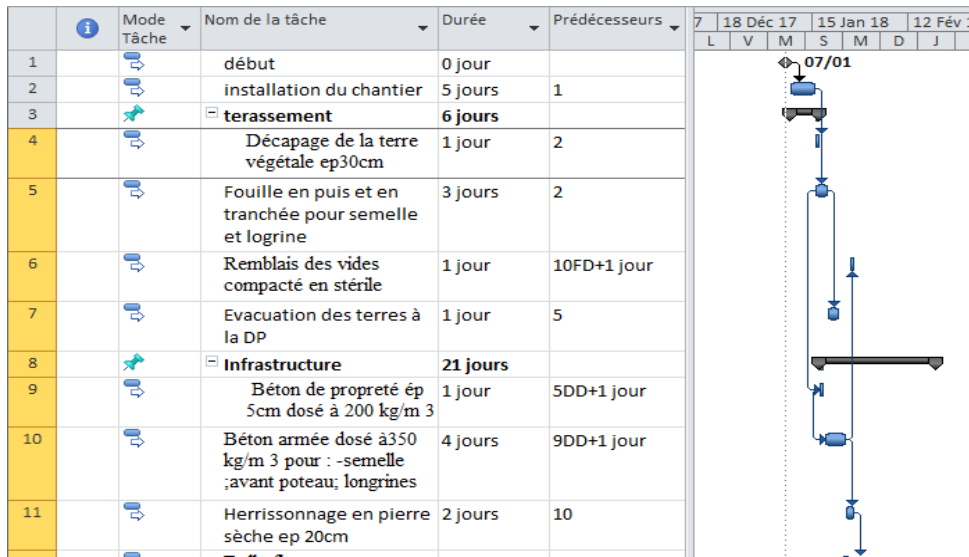 Mode Tâche
Nom de la tâche
Durée
Prédécesseurs
7 18 Déc 17 15 Jan 18 12 Fév 1
L V M S M D J
1 début 0 jour
07/01
2 installation du chantier 5 jours 1
3 terassement 6 jours
4 Décapage de la terre 1 jour 2
végétale ep30cm
5 Fouille en puis et en 3 jours 2
tranchée pour semelle
et logrine
6 Remblais des vides 1 jour 10FD+1 jour
compacté en stérile
7 Evacuation des terres à 1 jour 5
la DP
8 Infrastructure 21 jours
9 Béton de propreté ép 1 jour 5DD+1 jour
5cm dosé à 200 kg/m 3
10 Béton armée dosé à350 4 jours 9DD+1 jour
kg/m 3 pour : -semelle
;avant poteau; longrines
11 Herrissonnage en pierre 2 jours 10
sèche ep 20cm